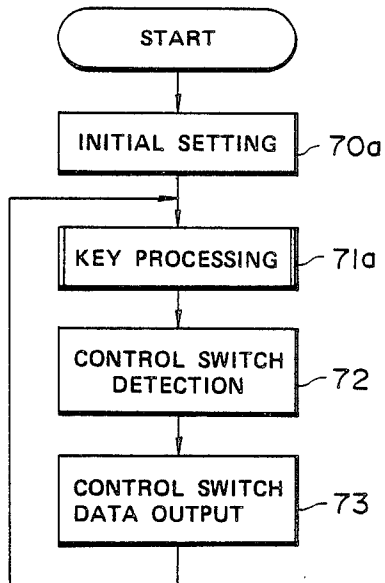 START
INITIAL SETTING 70a
KEY PROCESSING 71a
CONTROL SWITCH
DETECTION 72
CONTROL SWITCH
DATA OUTPUT 73